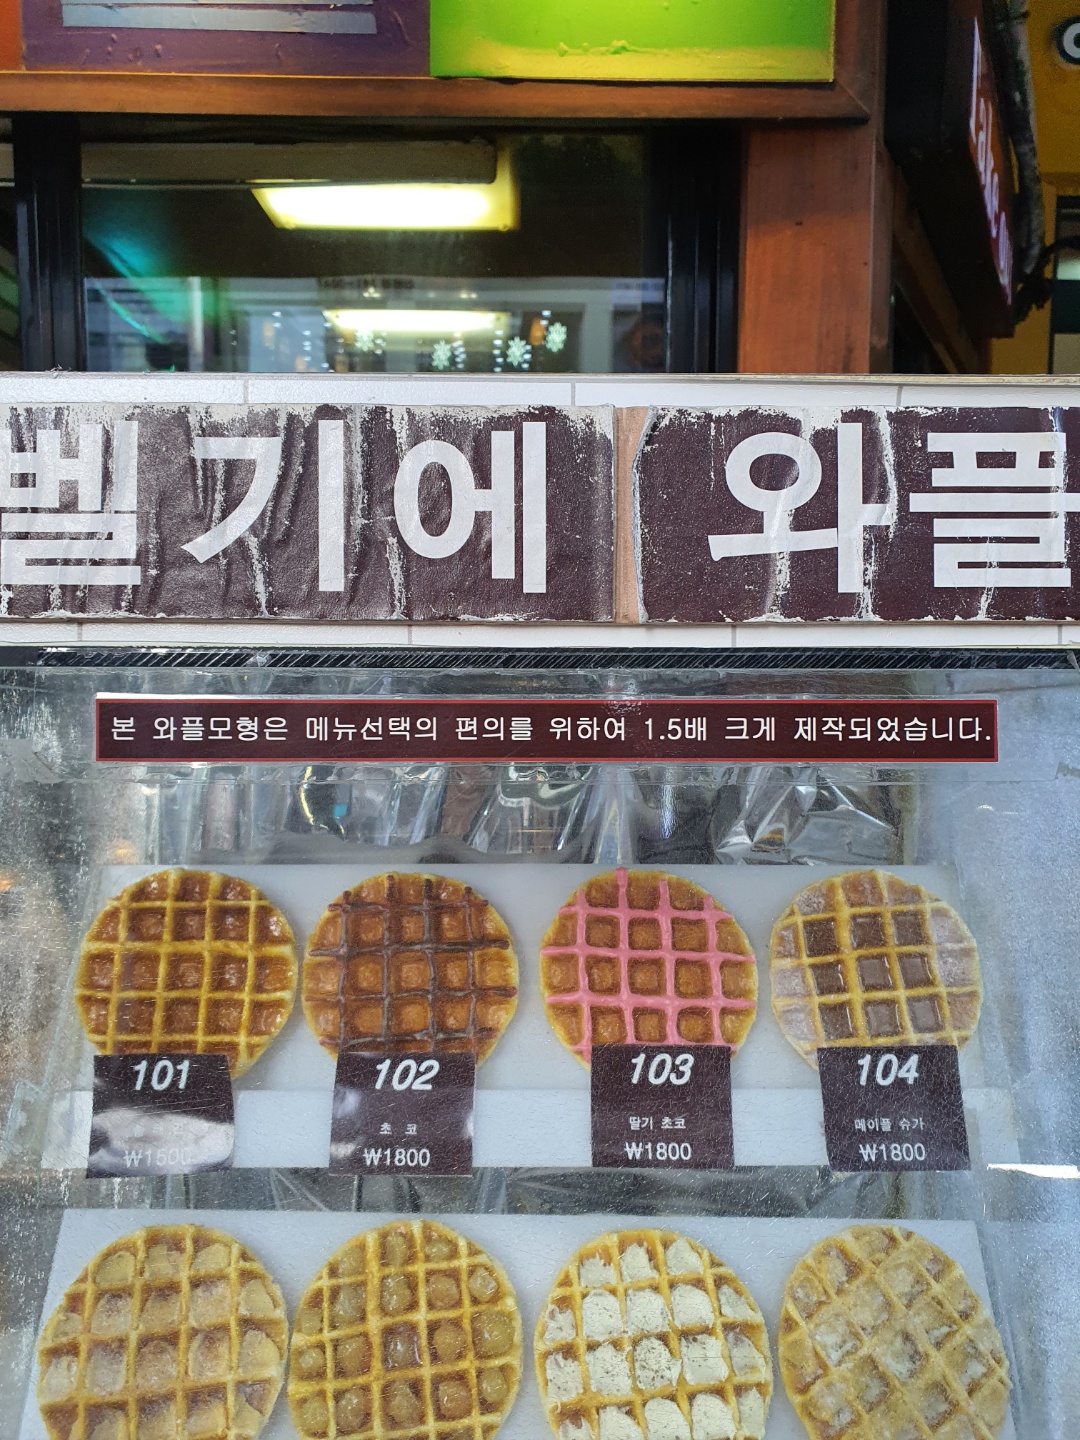 벨기에 와플
본 와플모형은 메뉴선택의 편의를 위하여 1.5배 크게 제작되었습니다.
101
₩1500
102
초 코
₩1800
103
딸기 초코
₩1800
104
메이플 슈가
₩1800